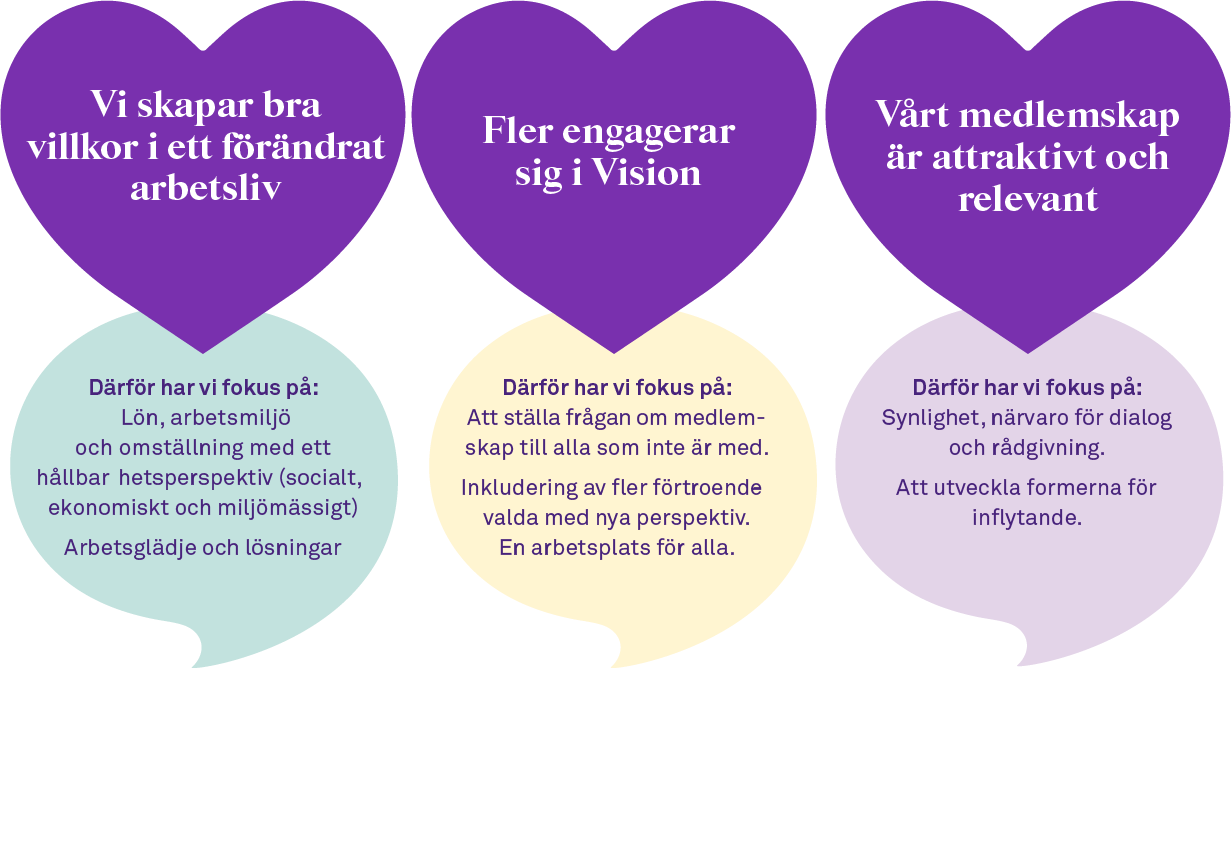 Vi skapar bra
villkor i ett förändrat
arbetsliv
Därför har vi fokus på:
Lön, arbetsmiljö
och omställning med ett
hållbar hetsperspektiv (socialt,
ekonomiskt och miljömässigt)
Arbetsglädje och lösningar
Fler engagerar
sig i Vision
Därför har vi fokus på:
Att ställa frågan om medlem-
skap till alla som inte är med.
Inkludering av fler förtroende
valda med nya perspektiv.
En arbetsplats för alla.
Vårt medlemskap
är attraktivt och
relevant
Därför har vi fokus på:
Synlighet, närvaro för dialog
och rådgivning.
Att utveckla formerna för
inflytande.